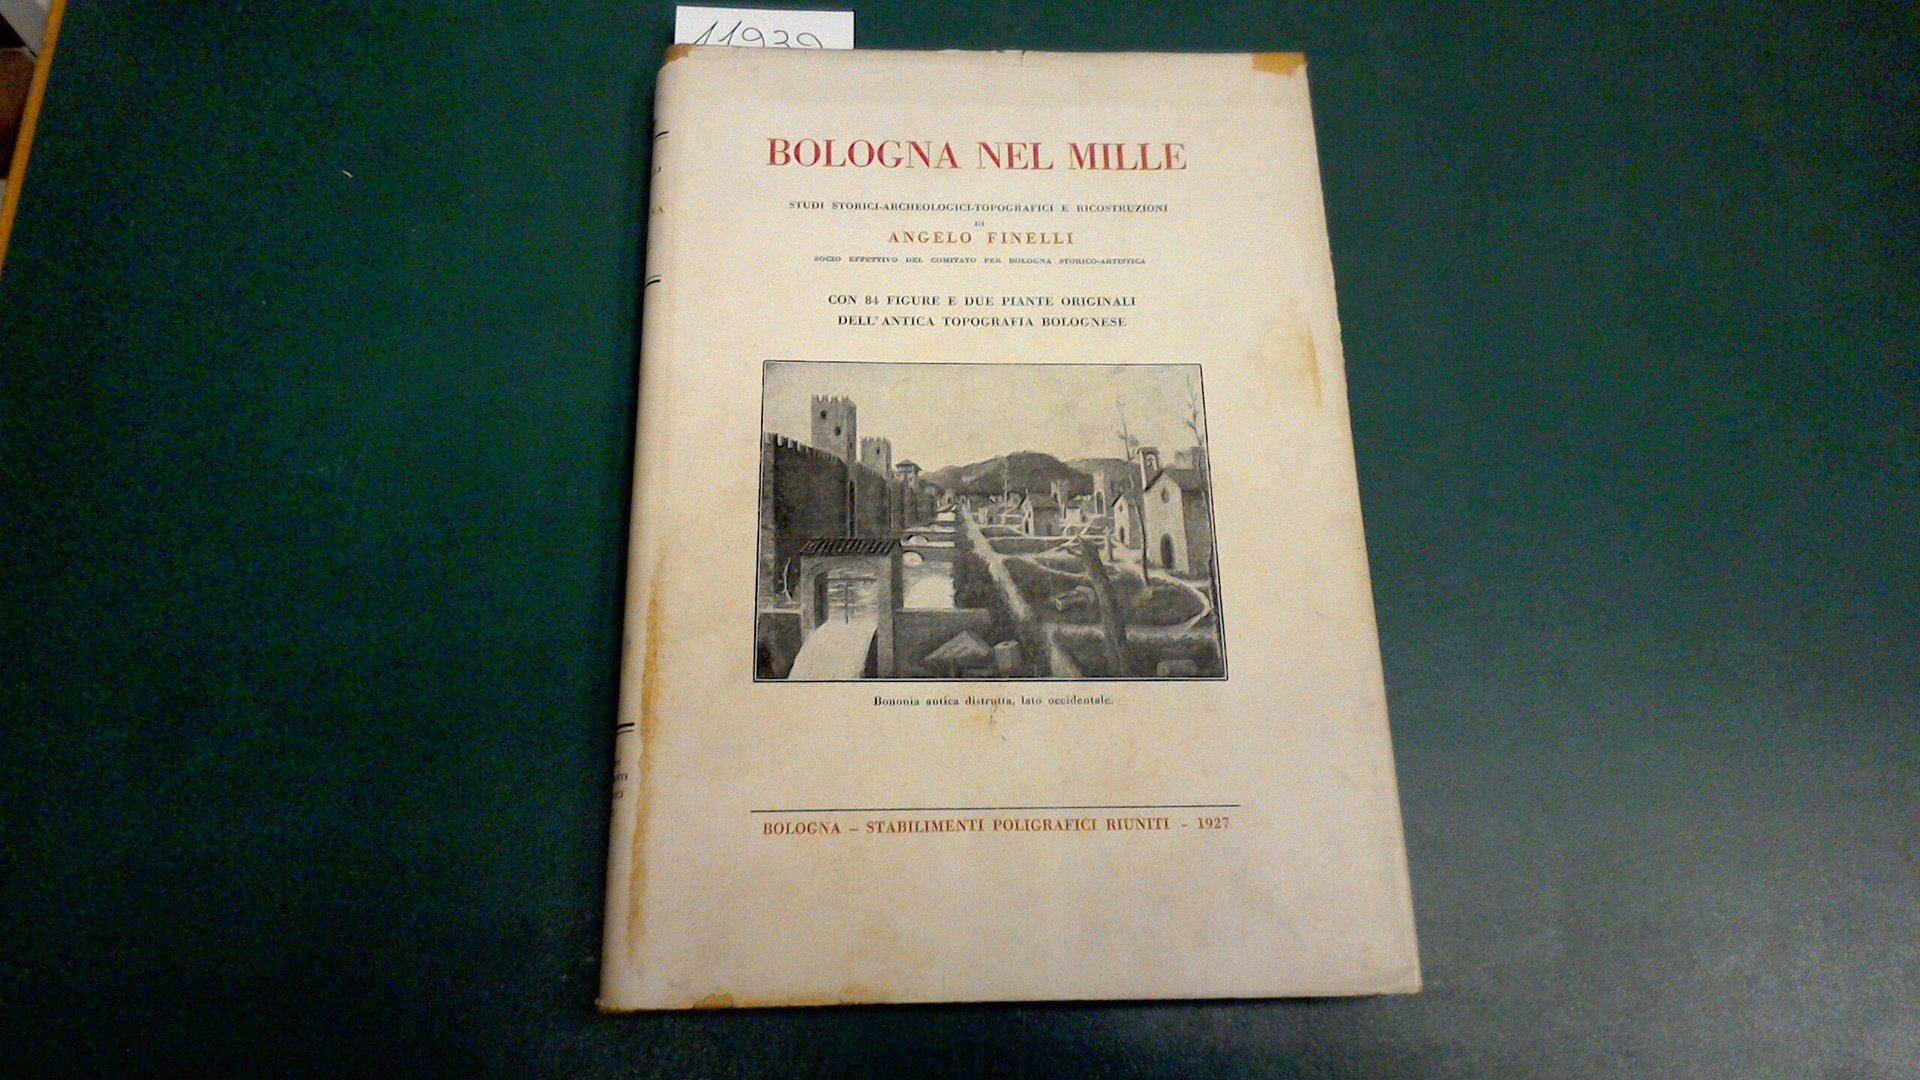 11939
BOLOGNA NEL MILLE
STUDI STORICI-ARCHEOLOGICI-TOPOGRAFICI E RICOSTRUZIONI
DI
ANGELO FINELLI
SOCIO EFFETTIVO DEL COMITATO PER BOLOGNA STORICO-ARTISTICA
CON 84 FIGURE E DUE PIANTE ORIGINALI
DELL'ANTICA TOPOGRAFIA BOLOGNESE
Bononia antica distrutta, lato occidentale.
BOLOGNA - STABILIMENTI POLIGRAFICI RIUNITI - 1927